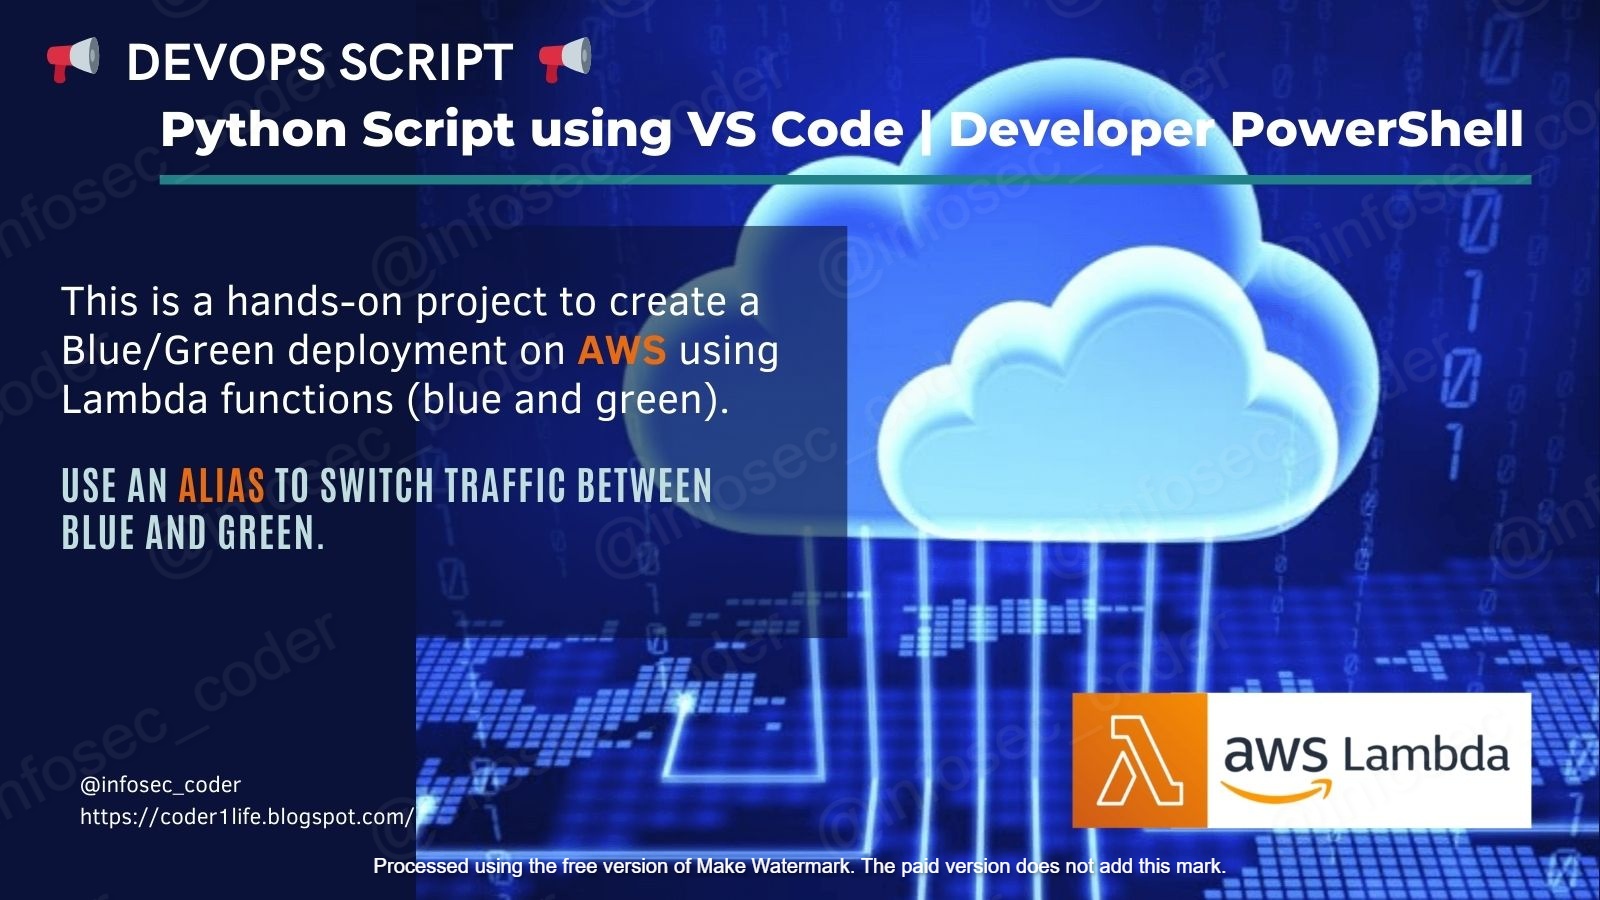 DEVOPS SCRIPT
Python Script using VS Code | Developer PowerShell
This is a hands-on project to create a
Blue/Green deployment on AWS using
Lambda functions (blue and green).
USE AN ALIAS TO SWITCH TRAFFIC BETWEEN
BLUE AND GREEN.
aws Lambda
@infosec_coder
https://coder1life.blogspot.com/
Processed using the free version of Make Watermark. The paid version does not add this mark.
@infosec_coder